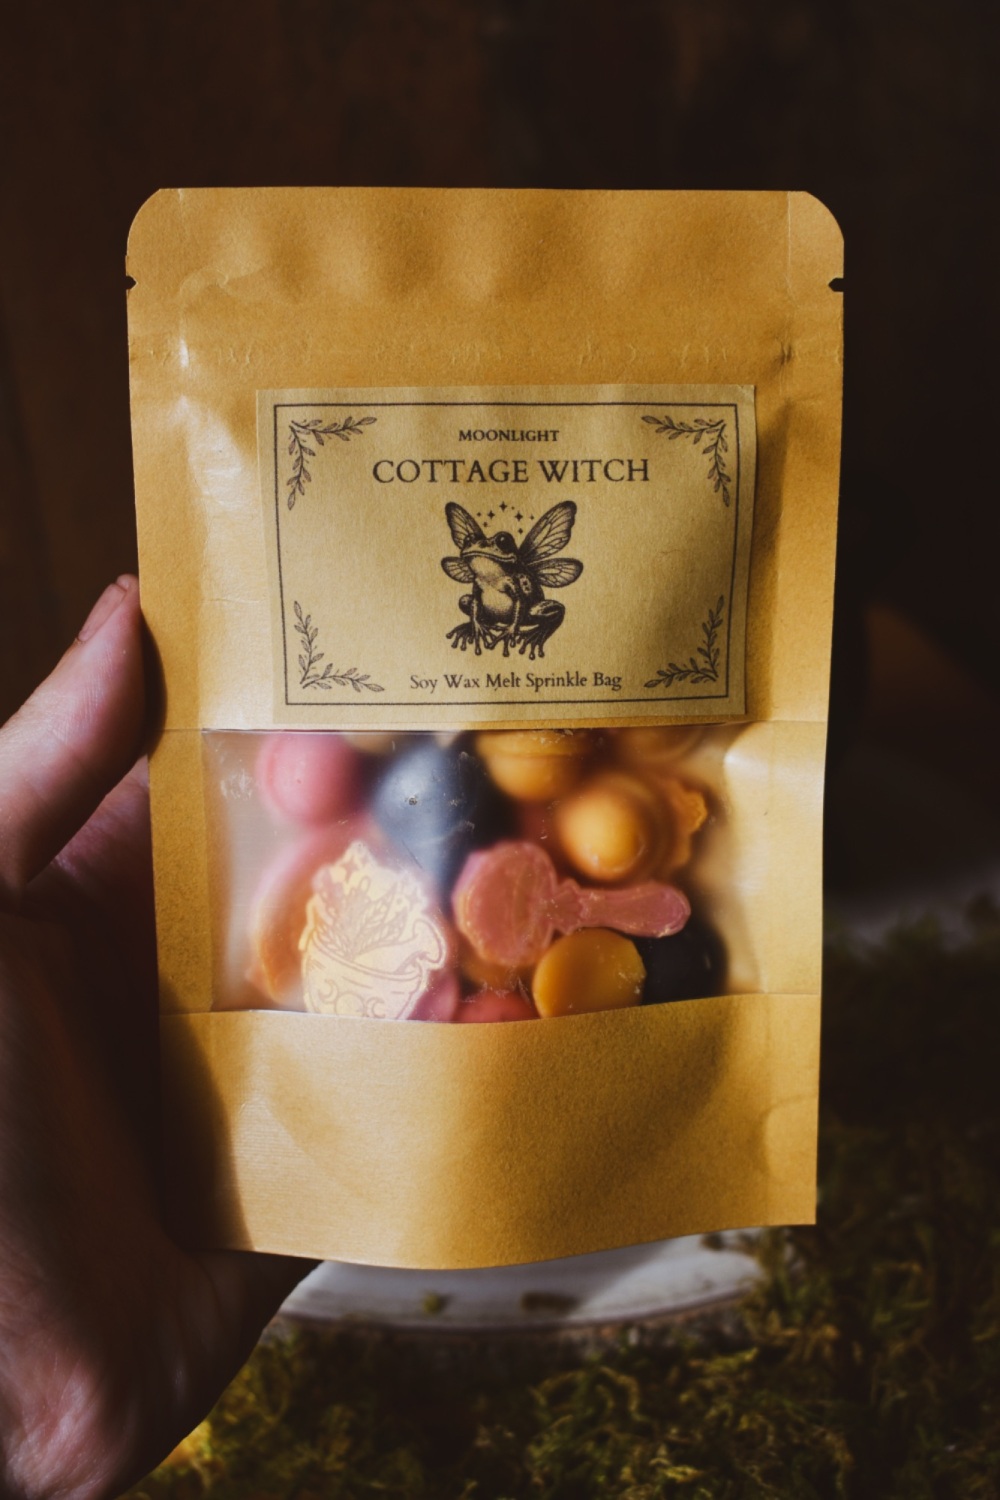 MOONLIGHT
COTTAGE WITCH
Soy Wax Melt Sprinkle Bag